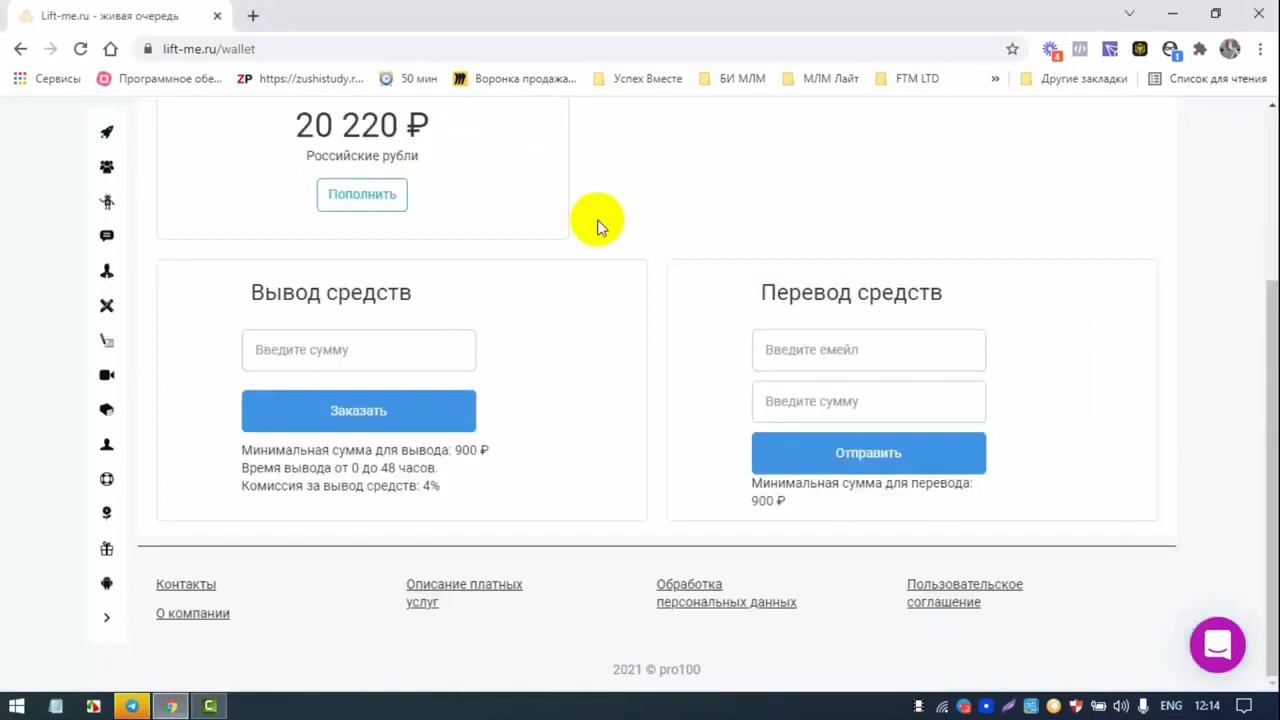 Lift-me.ru - живая очередь
lift-me.ru/wallet
4
1
Сервисы
Программное обе...
ZP
https://zushistudy.r...
50 мин
Воронка продажа...
Успех Вместе
БИ МЛМ
МЛМ Лайт
FTM LTD
»
Другие закладки
Список для чтения
20 220 ₽
Российские рубли
Пополнить
Вывод средств
Введите сумму
Заказать
Минимальная сумма для вывода: 900 ₽
Время вывода от 0 до 48 часов.
Комиссия за вывод средств: 4%
Перевод средств
Введите емейл
Введите сумму
Отправить
Минимальная сумма для перевода:
900 ₽
Контакты
О компании
Описание платных
услуг
Обработка
персональных данных
Пользовательское
соглашение
2021 © pro100
ENG
12:14